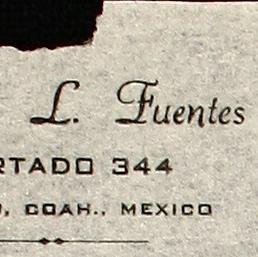 L. Fuentes
RTADO 344
, COAH., MEXICO